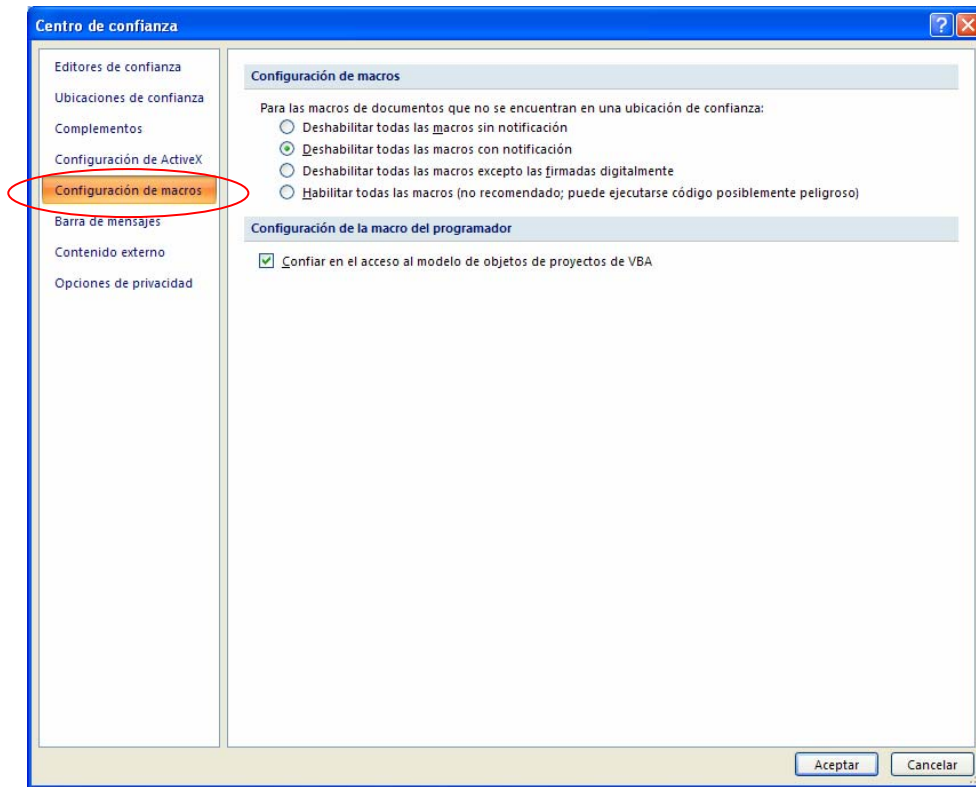 Centro de confianza
Editores de confianza
Ubicaciones de confianza
Complementos
Configuración de ActiveX
Configuración de macros
Barra de mensajes
Contenido externo
Opciones de privacidad
Configuración de macros
Para las macros de documentos que no se encuentran en una ubicación de confianza:
Deshabilitar todas las macros sin notificación
Deshabilitar todas las macros con notificación
Deshabilitar todas las macros excepto las firmadas digitalmente
Habilitar todas las macros (no recomendado; puede ejecutarse código posiblemente peligroso)
Configuración de la macro del programador
Confiar en el acceso al modelo de objetos de proyectos de VBA
Aceptar
Cancelar